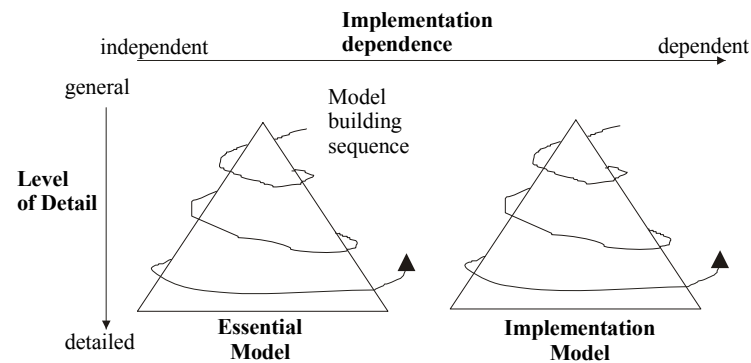 Implementation
dependence
independent
dependent
general
Model
building
sequence
Level
of Detail
detailed
Essential
Model
Implementation
Model